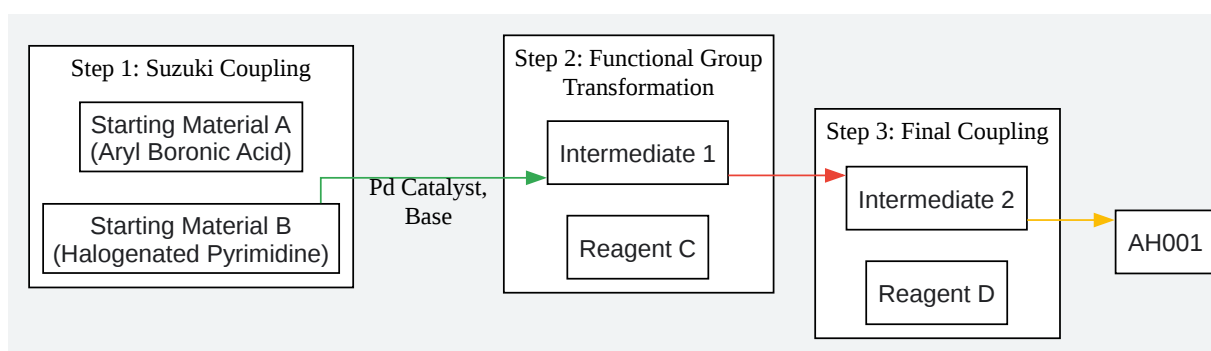 Step 1: Suzuki Coupling
Starting Material A
(Aryl Boronic Acid)
Starting Material B
(Halogenated Pyrimidine)
Pd Catalyst,
Base
Step 2: Functional Group
Transformation
Intermediate 1
Reagent C
Step 3: Final Coupling
Intermediate 2
Reagent D
AH001